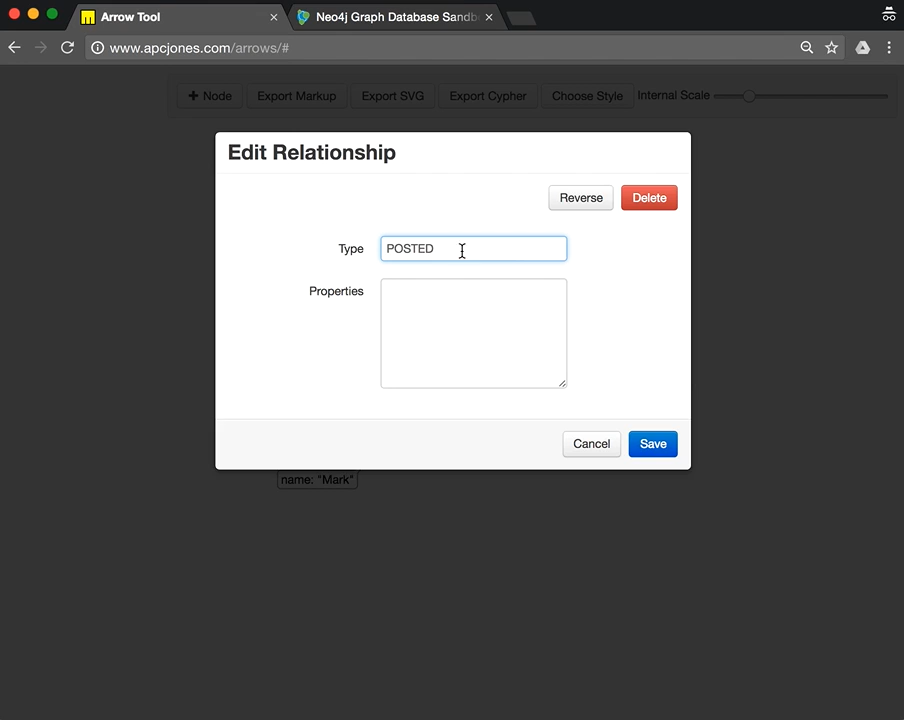 Arrow Tool
Neo4j Graph Database Sandb
www.apcjones.com/arrows/#
+ Node
Export Markup
Export SVG
Export Cypher
Choose Style
Internal Scale
Edit Relationship
Reverse
Delete
Type
POSTED
Properties
Cancel
Save
name: "Mark"